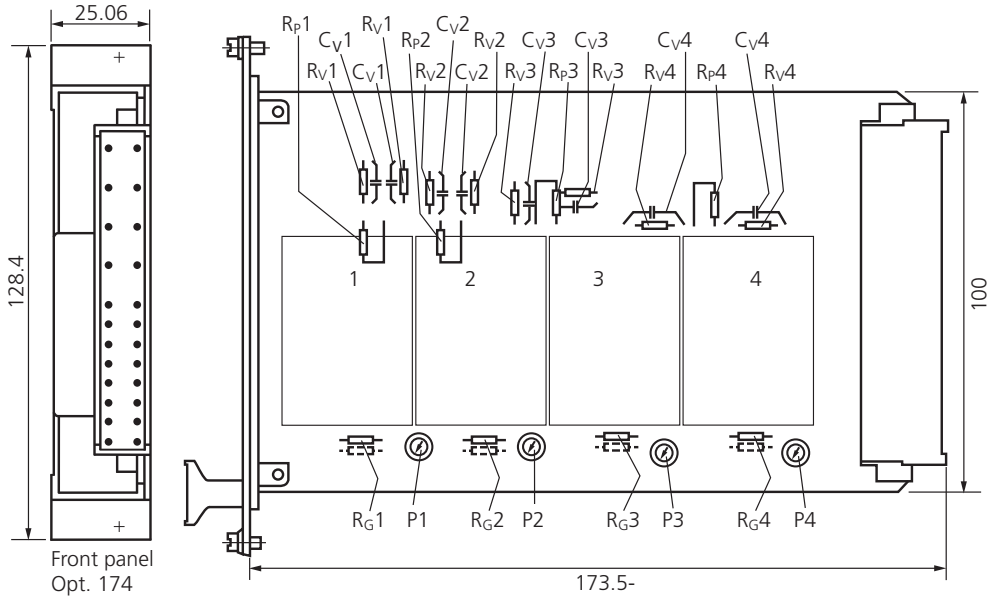 25.06
RP1
RV1
CV2
CV1
RP2
RV2
CV3
CV3
CV4
CV4
RV1
CV1
RV2
CV2
RV3
RP3
RV3
RV4
RP4
RV4
+
128.4
100
1
2
3
4
RG1
P1
RG2
P2
RG3
P3
RG4
P4
+
Front panel
Opt. 174
173.5-